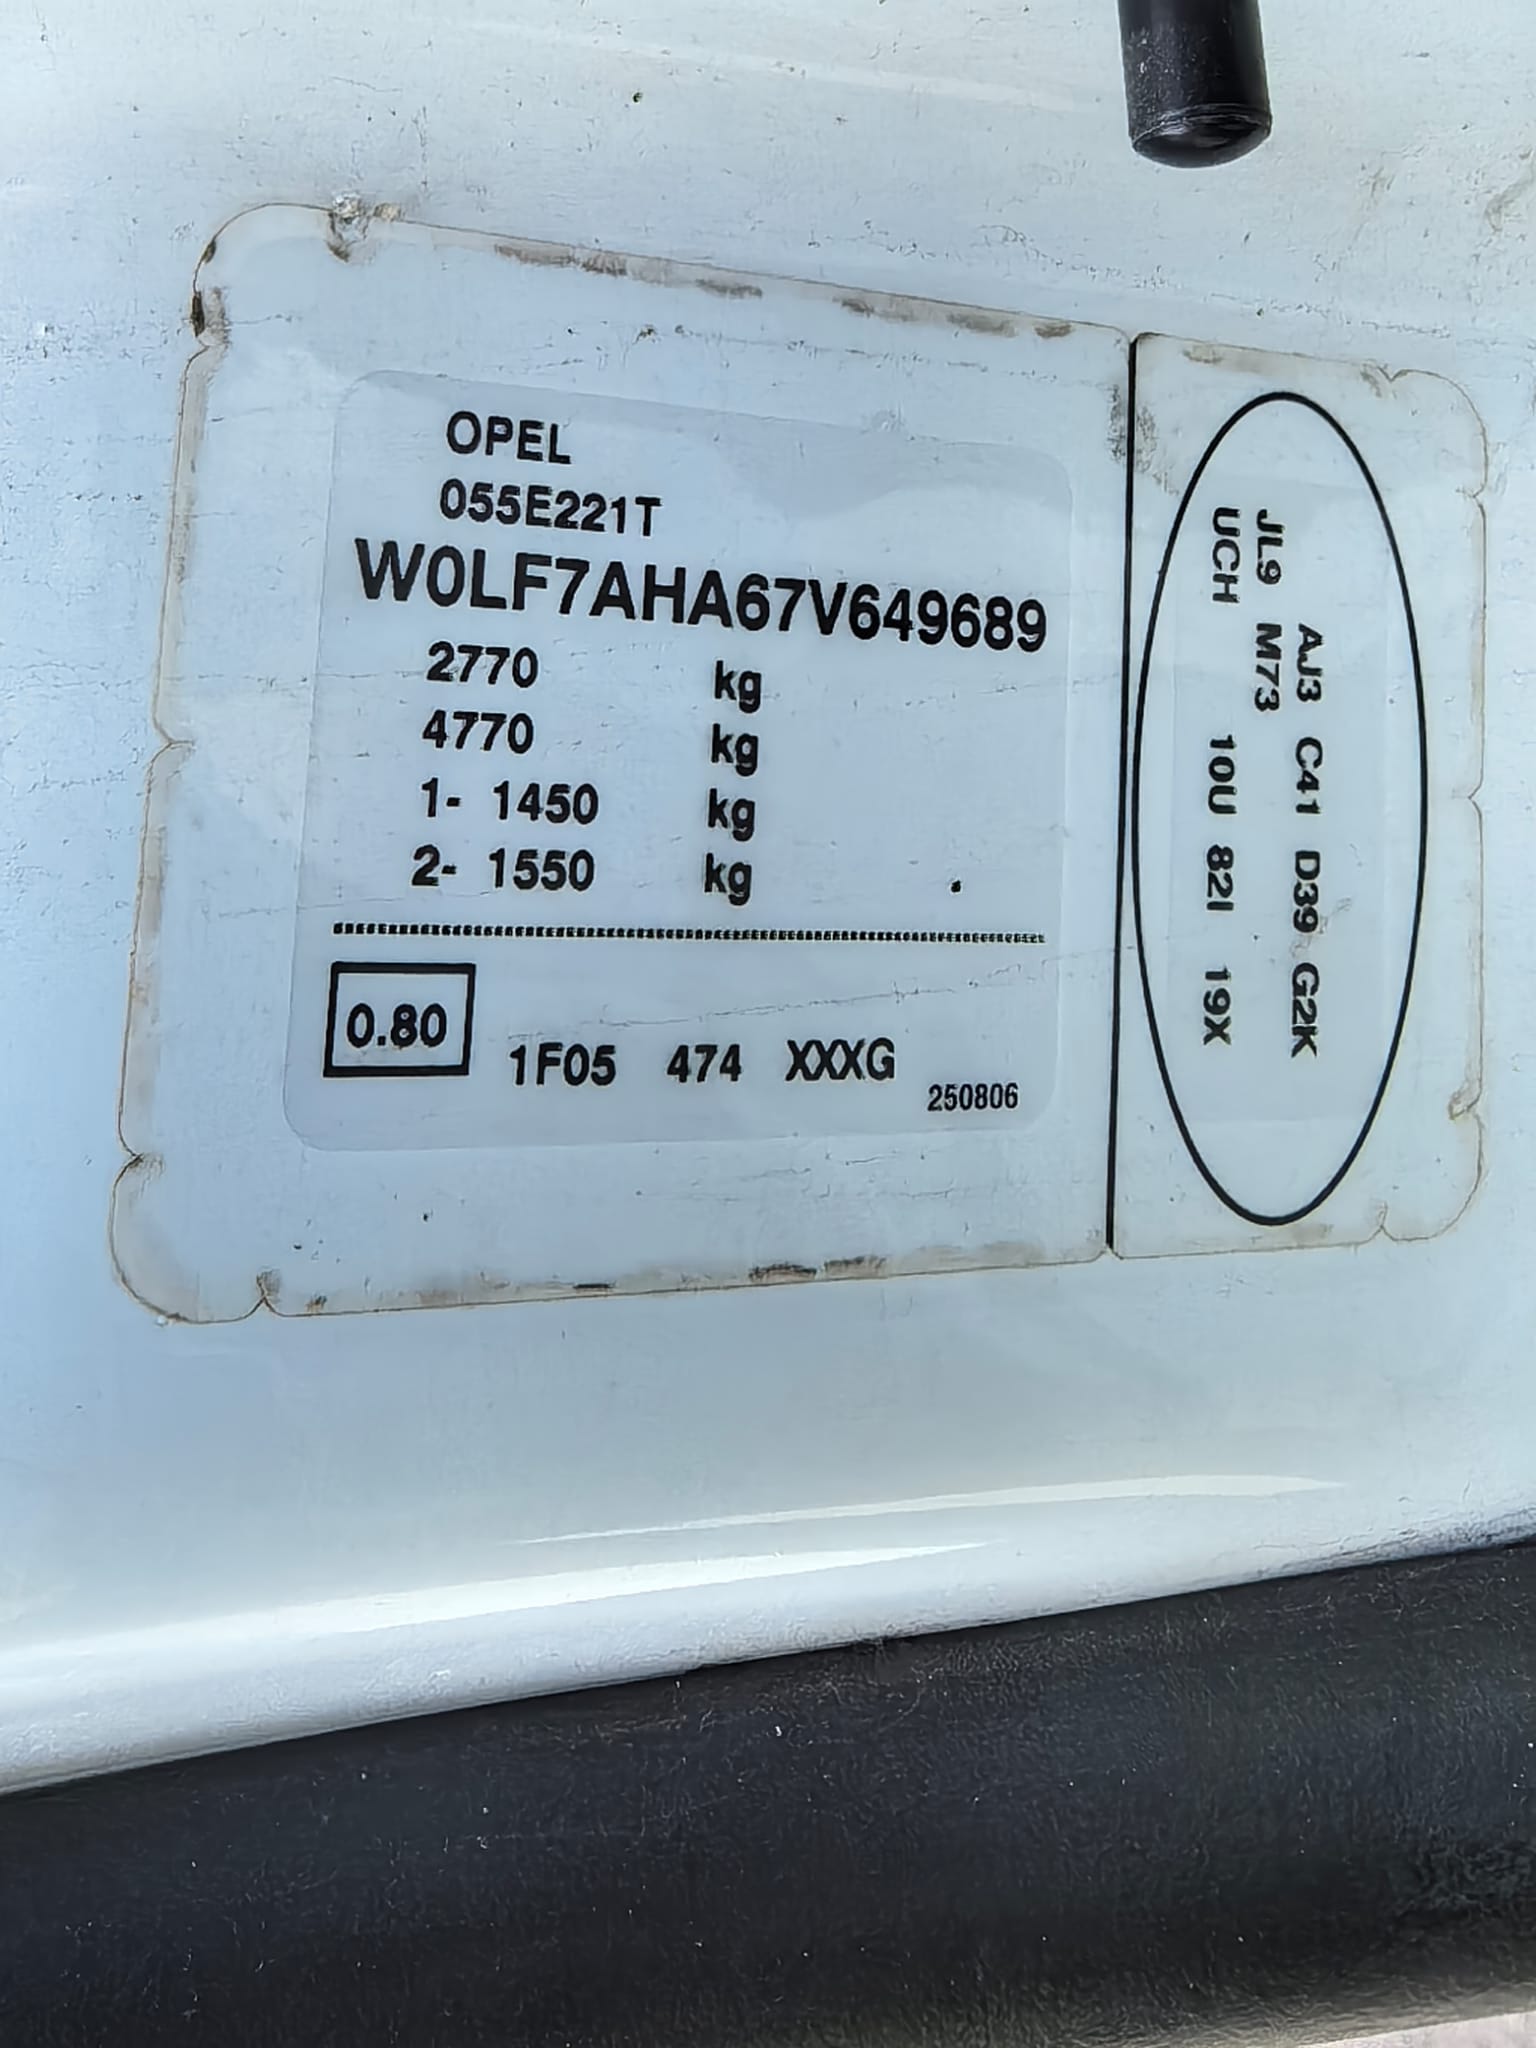 OPEL
055E221T
W0LF7AHA67V649689
2770 kg
4770 kg
1- 1450 kg
2- 1550 kg
0.80 1F05 474 XXXG
250806
AJ3 C41 D39 G2K
JL9 M73
UCH 10U 82I 19X